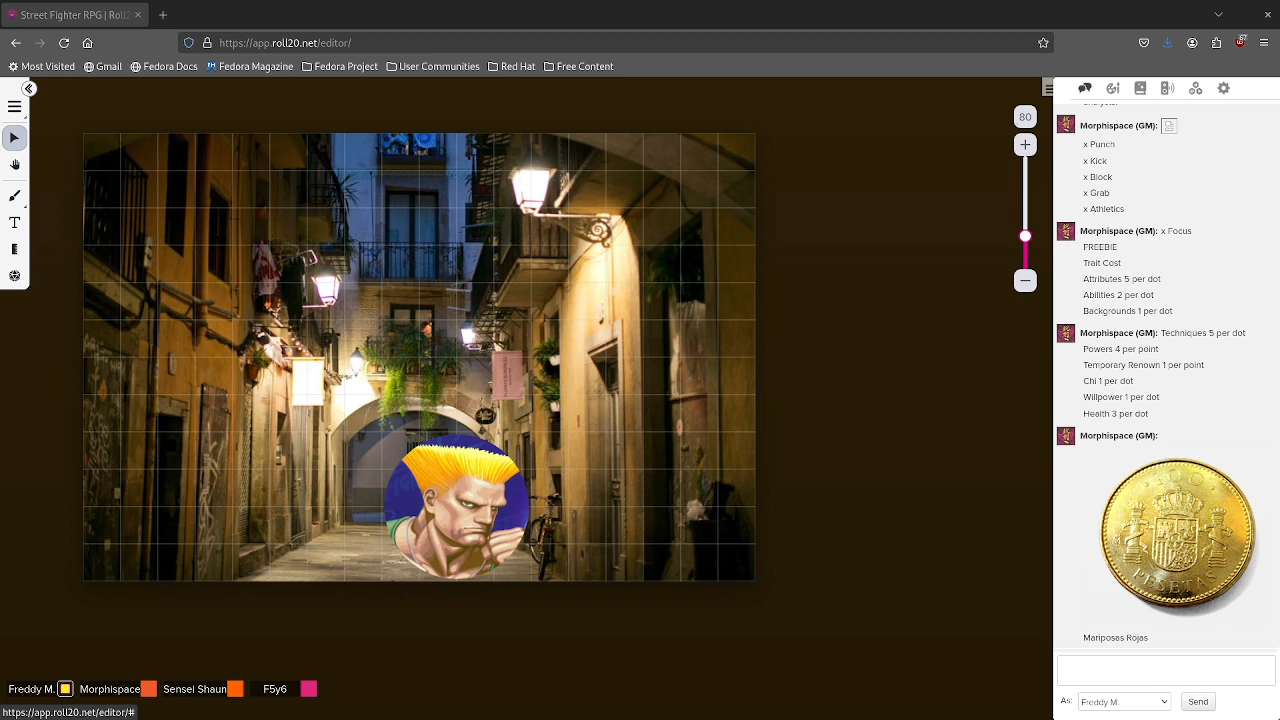 Street Fighter RPG | Roll2
https://app.roll20.net/editor/
Most Visited
Gmail
Fedora Docs
Fedora Magazine
Fedora Project
User Communities
Red Hat
Free Content
67
80
Morphispace (GM):
x Punch
x Kick
x Block
x Grab
x Athletics
Morphispace (GM): x Focus
FREEBIE
Trait Cost
Attributes 5 per dot
Abilities 2 per dot
Backgrounds 1 per dot
Morphispace (GM): Techniques 5 per dot
Powers 4 per point
Temporary Renown 1 per point
Chi 1 per dot
Willpower 1 per dot
Health 3 per dot
Morphispace (GM):
PESETAS
Mariposas Rojas
Freddy M.
Morphispace
Sensei Shaun
F5y6
As:
Freddy M.
Send
https://app.roll20.net/editor/#